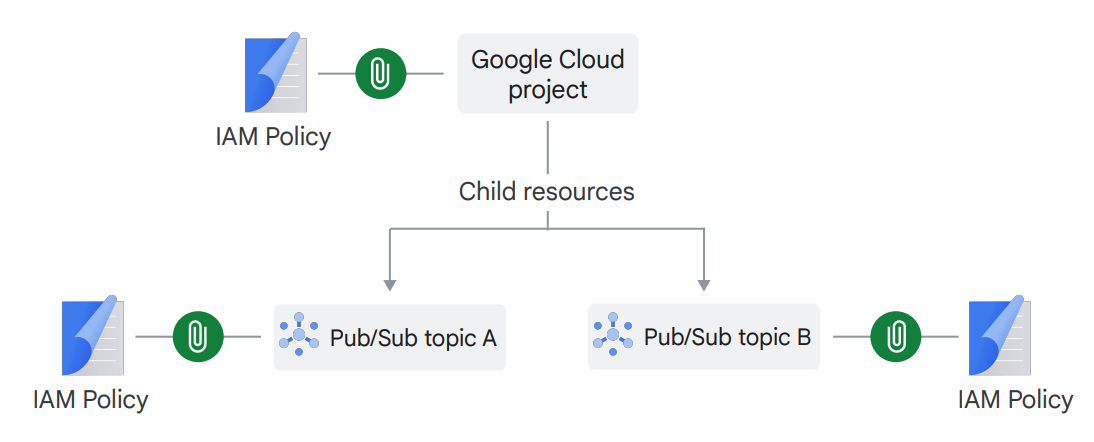 Google Cloud
project
IAM Policy
Child resources
Pub/Sub topic A
Pub/Sub topic B
IAM Policy
IAM Policy